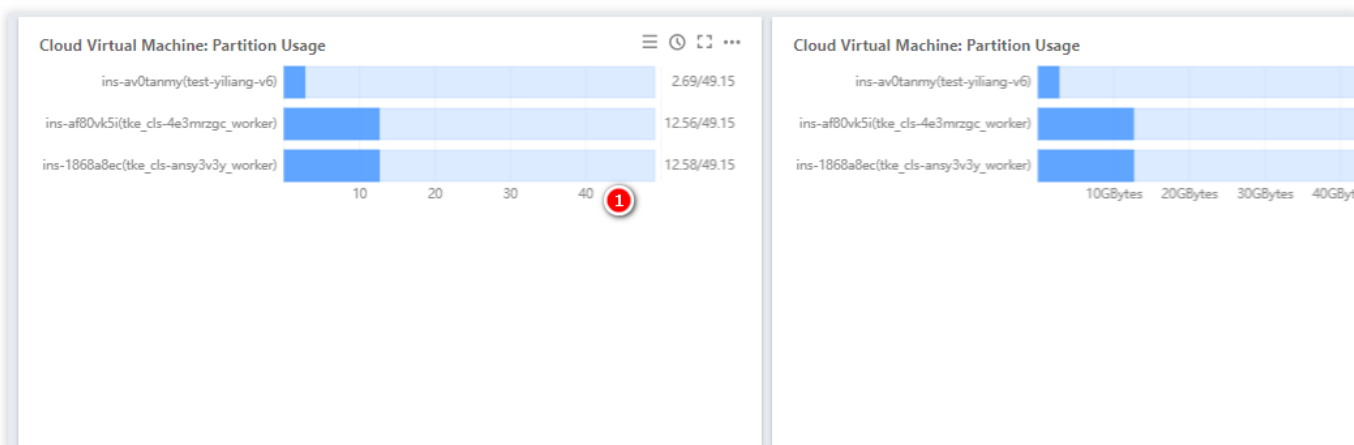 Cloud Virtual Machine: Partition Usage
ins-av0tanmy(test-yiliang-v6) 2.69/49.15
ins-af80vk5i(tke_cls-4e3mrzgc_worker) 12.56/49.15
ins-1868a8ec(tke_cls-ansy3v3y_worker) 12.58/49.15
10 20 30 40 1
Cloud Virtual Machine: Partition Usage
ins-av0tanmy(test-yiliang-v6)
ins-af80vk5i(tke_cls-4e3mrzgc_worker)
ins-1868a8ec(tke_cls-ansy3v3y_worker)
10GBytes 20GBytes 30GBytes 40GByt